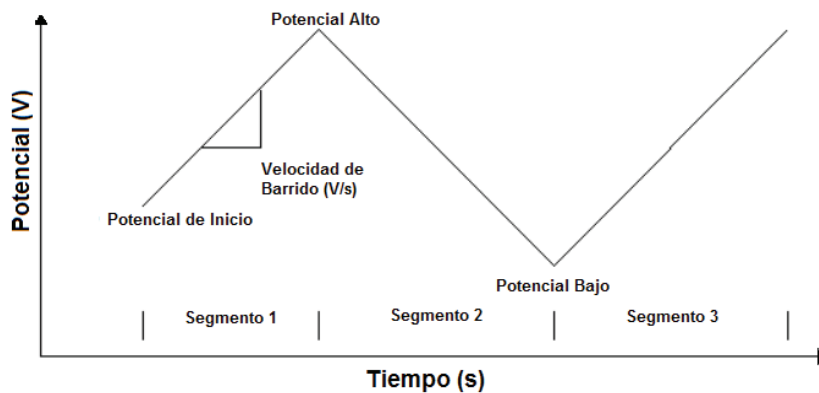 Potencial Alto
Potencial (V)
Velocidad de
Barrido (V/s)
Potencial de Inicio
Potencial Bajo
Segmento 1
Segmento 2
Segmento 3
Tiempo (s)